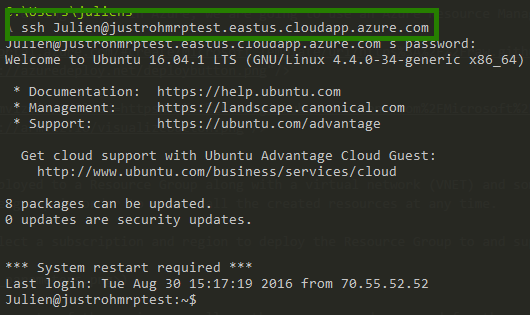 C:\Users\juliens
λ ssh Julien@justrohmrptest.eastus.cloudapp.azure.com
Julien@justrohmrptest.eastus.cloudapp.azure.com's password:
Welcome to Ubuntu 16.04.1 LTS (GNU/Linux 4.4.0-34-generic x86_64)
* Documentation: https://help.ubuntu.com
* Management: https://landscape.canonical.com
* Support: https://ubuntu.com/advantage
Get cloud support with Ubuntu Advantage Cloud Guest:
http://www.ubuntu.com/business/services/cloud
8 packages can be updated.
0 updates are security updates.
*** System restart required ***
Last login: Tue Aug 30 15:17:19 2016 from 70.55.52.52
Julien@justrohmrptest:~$